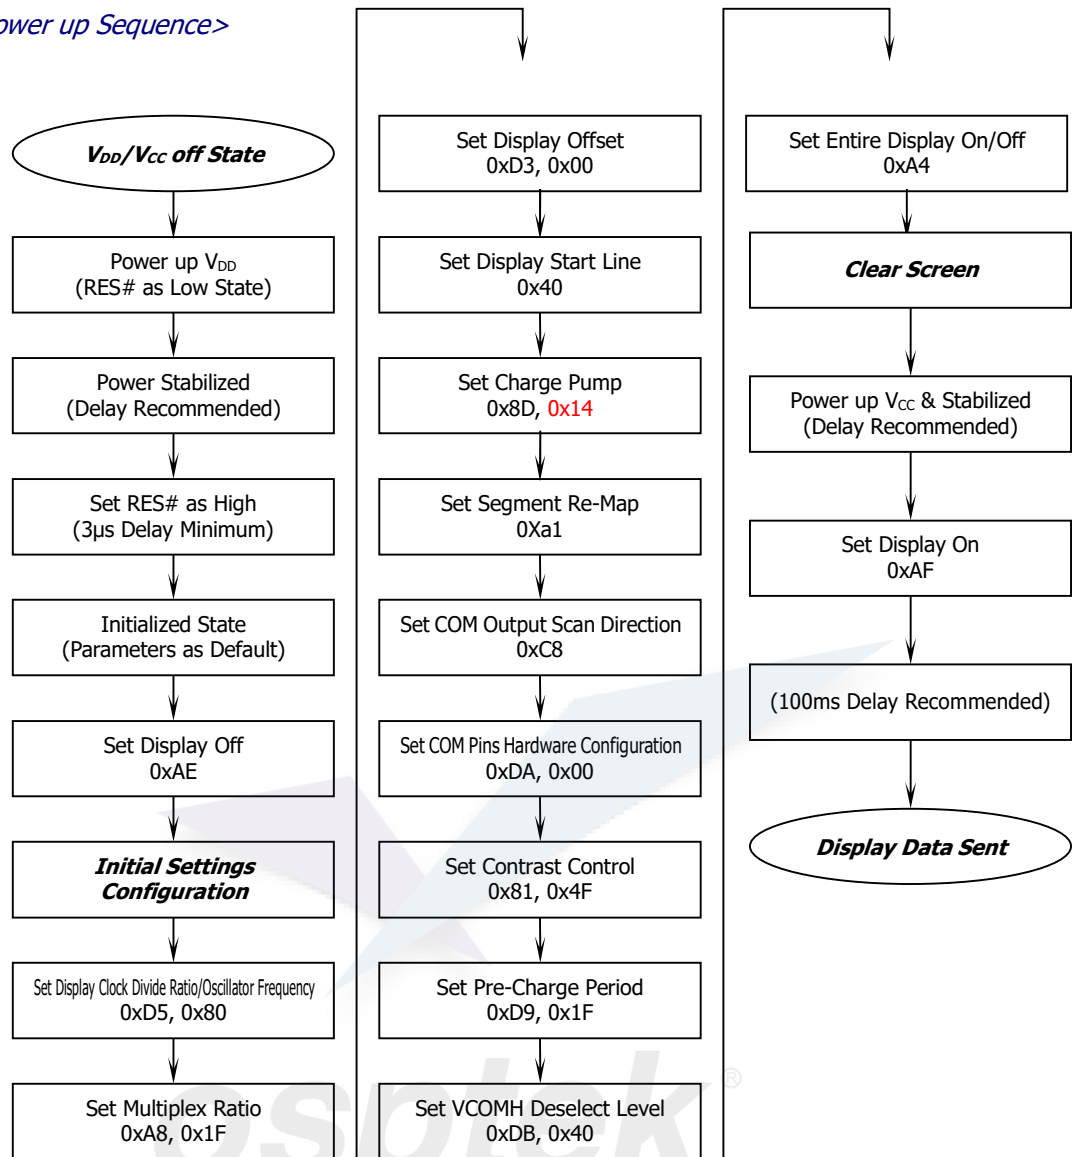 ower up Sequence>
VDD/VCC off State
Power up VDD
(RES# as Low State)
Power Stabilized
(Delay Recommended)
Set RES# as High
(3μs Delay Minimum)
Initialized State
(Parameters as Default)
Set Display Off
0xAE
Initial Settings
Configuration
Set Display Clock Divide Ratio/Oscillator Frequency
0xD5, 0x80
Set Multiplex Ratio
0xA8, 0x1F
Set Display Offset
0xD3, 0x00
Set Display Start Line
0x40
Set Charge Pump
0x8D, 0x14
Set Segment Re-Map
0Xa1
Set COM Output Scan Direction
0xC8
Set COM Pins Hardware Configuration
0xDA, 0x00
Set Contrast Control
0x81, 0x4F
Set Pre-Charge Period
0xD9, 0x1F
Set VCOMH Deselect Level
0xDB, 0x40
Set Entire Display On/Off
0xA4
Clear Screen
Power up VCC & Stabilized
(Delay Recommended)
Set Display On
0xAF
(100ms Delay Recommended)
Display Data Sent
osptek®